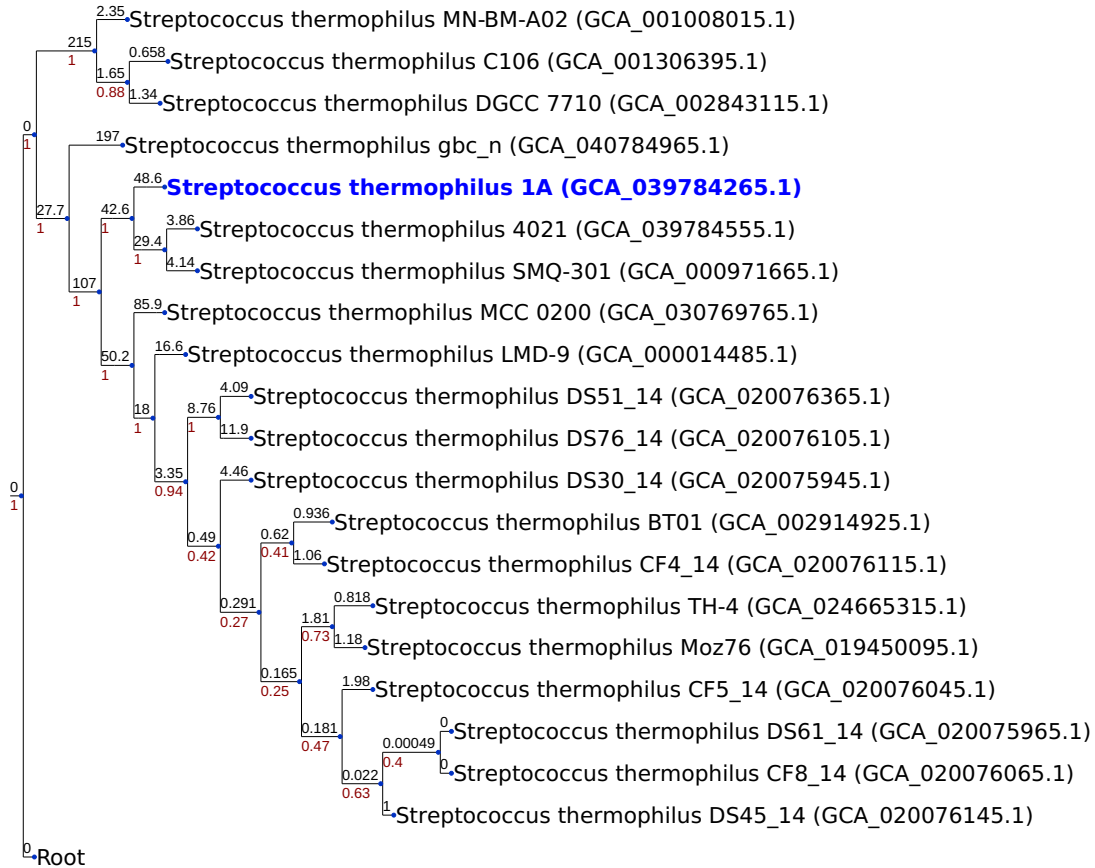 2.35 Streptococcus thermophilus MN-BM-A02 (GCA_001008015.1)
215
1
0.658 Streptococcus thermophilus C106 (GCA_001306395.1)
1.65
0.88
1.34 Streptococcus thermophilus DGCC 7710 (GCA_002843115.1)
0
1
197 Streptococcus thermophilus gbc_n (GCA_040784965.1)
48.6 Streptococcus thermophilus 1A (GCA_039784265.1)
27.7
1
42.6
1
3.86 Streptococcus thermophilus 4021 (GCA_039784555.1)
29.4
1
4.14 Streptococcus thermophilus SMQ-301 (GCA_000971665.1)
107
1
85.9 Streptococcus thermophilus MCC 0200 (GCA_030769765.1)
50.2
1
16.6 Streptococcus thermophilus LMD-9 (GCA_000014485.1)
4.09 Streptococcus thermophilus DS51_14 (GCA_020076365.1)
18
1
8.76
1
11.9 Streptococcus thermophilus DS76_14 (GCA_020076105.1)
3.35
0.94
4.46 Streptococcus thermophilus DS30_14 (GCA_020075945.1)
0
1
0.936 Streptococcus thermophilus BT01 (GCA_002914925.1)
0.49
0.42
0.62
0.41
1.06 Streptococcus thermophilus CF4_14 (GCA_020076115.1)
0.818 Streptococcus thermophilus TH-4 (GCA_024665315.1)
0.291
0.27
1.81
0.73
1.18 Streptococcus thermophilus Moz76 (GCA_019450095.1)
0.165
0.25
1.98 Streptococcus thermophilus CF5_14 (GCA_020076045.1)
0.181
0.47
0 Streptococcus thermophilus DS61_14 (GCA_020075965.1)
0.00049
0.4
0 Streptococcus thermophilus CF8_14 (GCA_020076065.1)
0.022
0.63
1 Streptococcus thermophilus DS45_14 (GCA_020076145.1)
0 Root